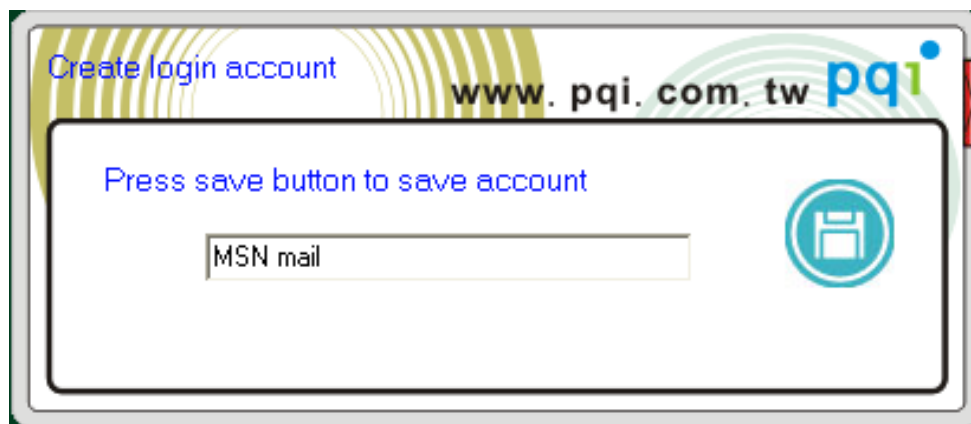 Create login account
www. pqi. com. tw pqi
Press save button to save account
MSN mail